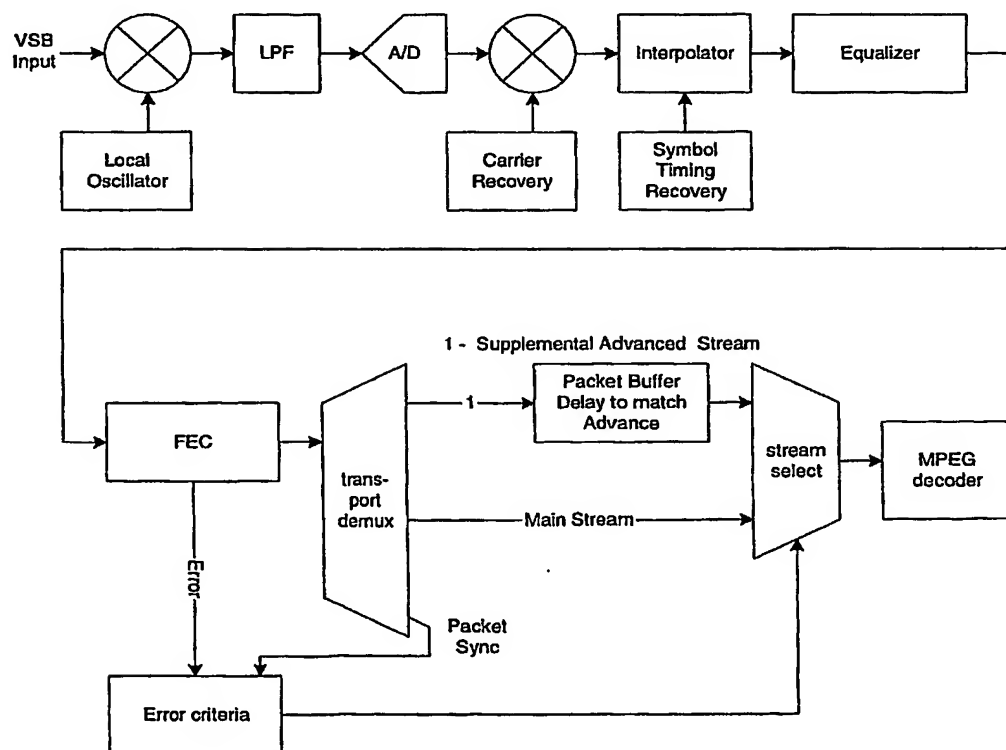 VSB
Input
LPF
A/D
Interpolator
Equalizer
Local
Oscillator
Carrier
Recovery
Symbol
Timing
Recovery
1 - Supplemental Advanced Stream
FEC
trans-
port
demux
1
Packet Buffer
Delay to match
Advance
stream
select
MPEG
decoder
Main Stream
Error
Packet
Sync
Error criteria